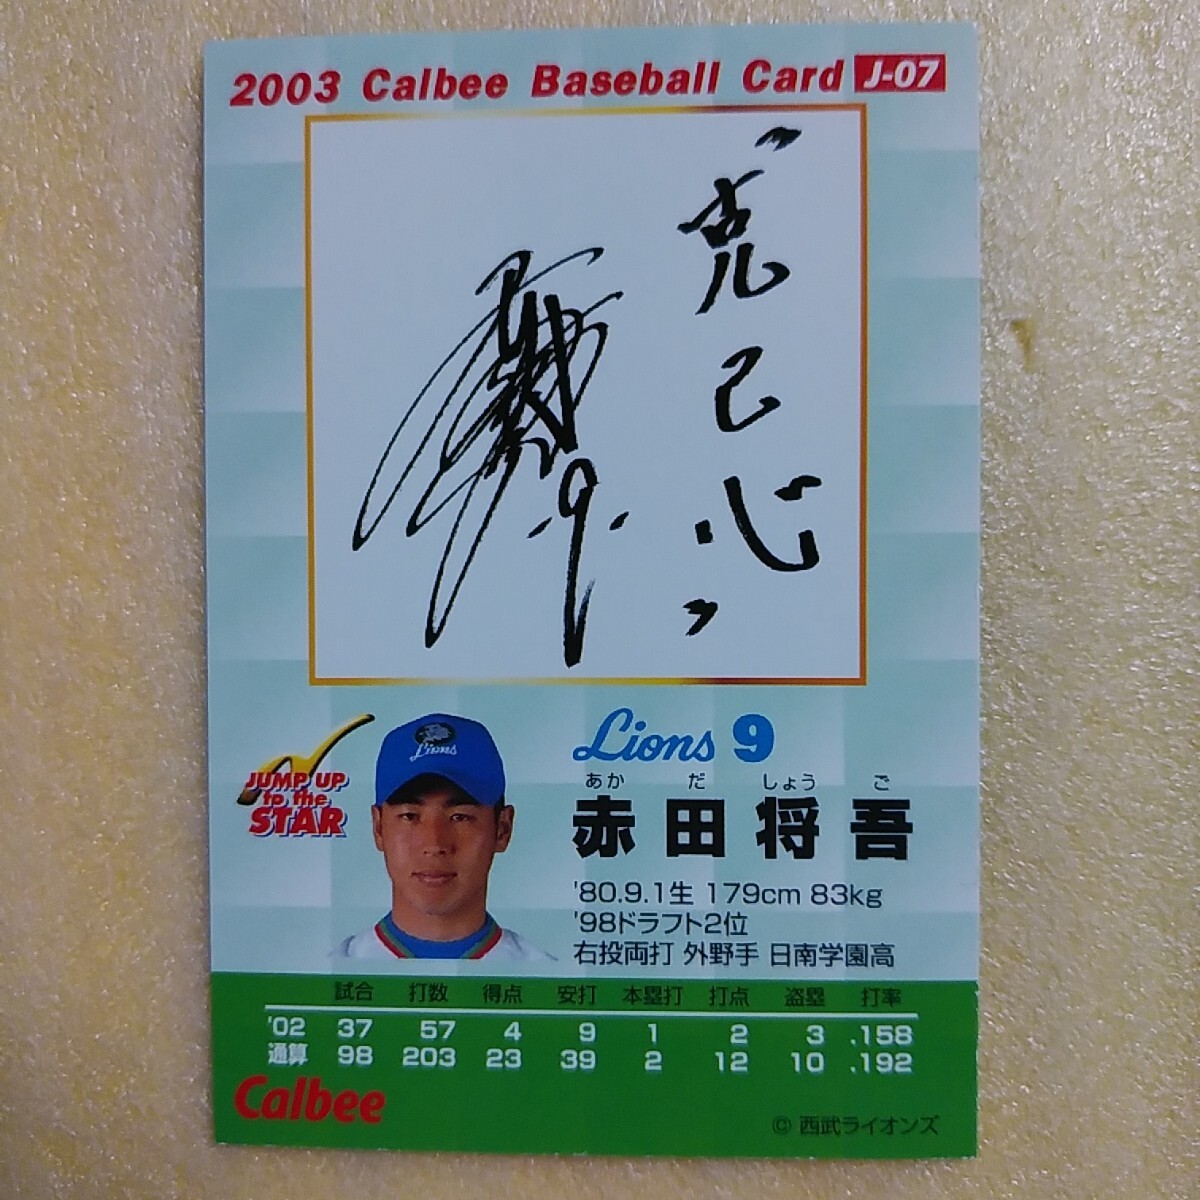 2003 Calbee Baseball Card J-07
"克己心"
9
Lions
JUMP UP
to the
STAR
Lions 9
あか だ しょう ご
赤田将吾
'80.9.1生 179cm 83kg
'98ドラフト2位
右投両打 外野手 日南学園高
試合 打数 得点 安打 本塁打 打点 盗塁 打率
'02 37 57 4 9 1 2 3 .158
通算 98 203 23 39 2 12 10 .192
Calbee
© 西武ライオンズ